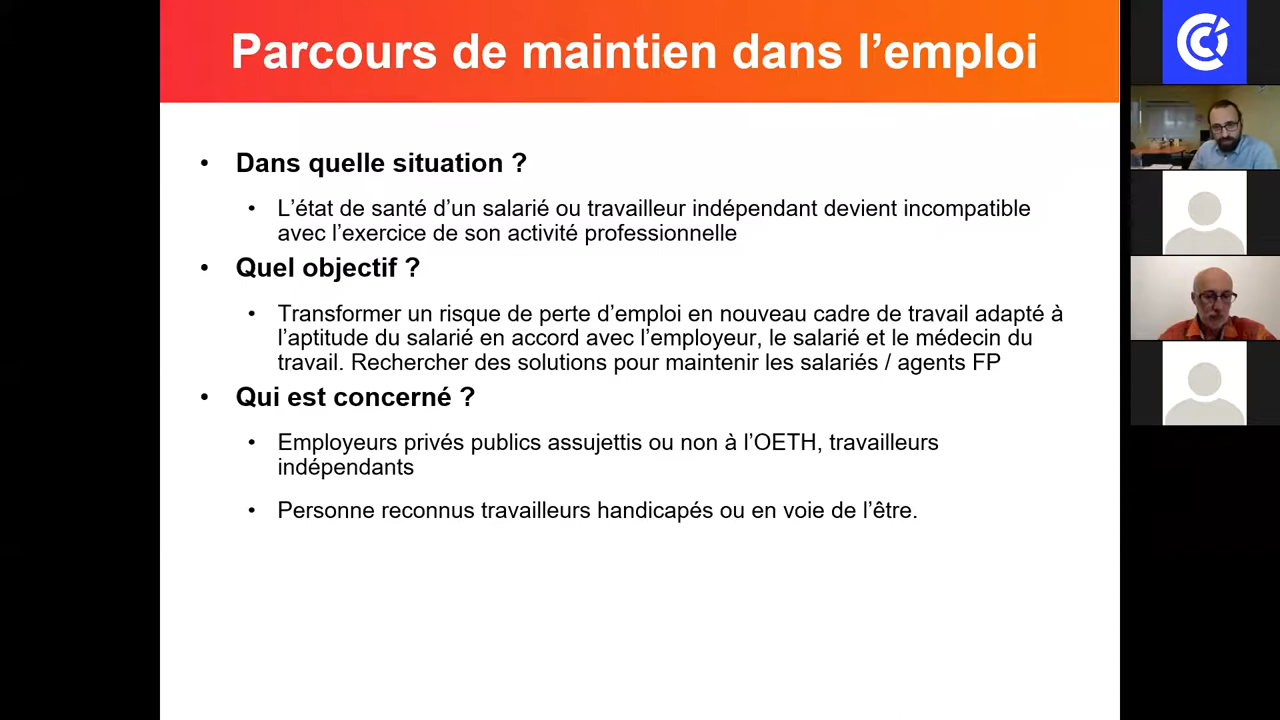 Parcours de maintien dans l’emploi
• Dans quelle situation ?
• L’état de santé d’un salarié ou travailleur indépendant devient incompatible
avec l’exercice de son activité professionnelle
• Quel objectif ?
• Transformer un risque de perte d’emploi en nouveau cadre de travail adapté à
l’aptitude du salarié en accord avec l’employeur, le salarié et le médecin du
travail. Rechercher des solutions pour maintenir les salariés / agents FP
• Qui est concerné ?
• Employeurs privés publics assujettis ou non à l’OETH, travailleurs
indépendants
• Personne reconnus travailleurs handicapés ou en voie de l’être.